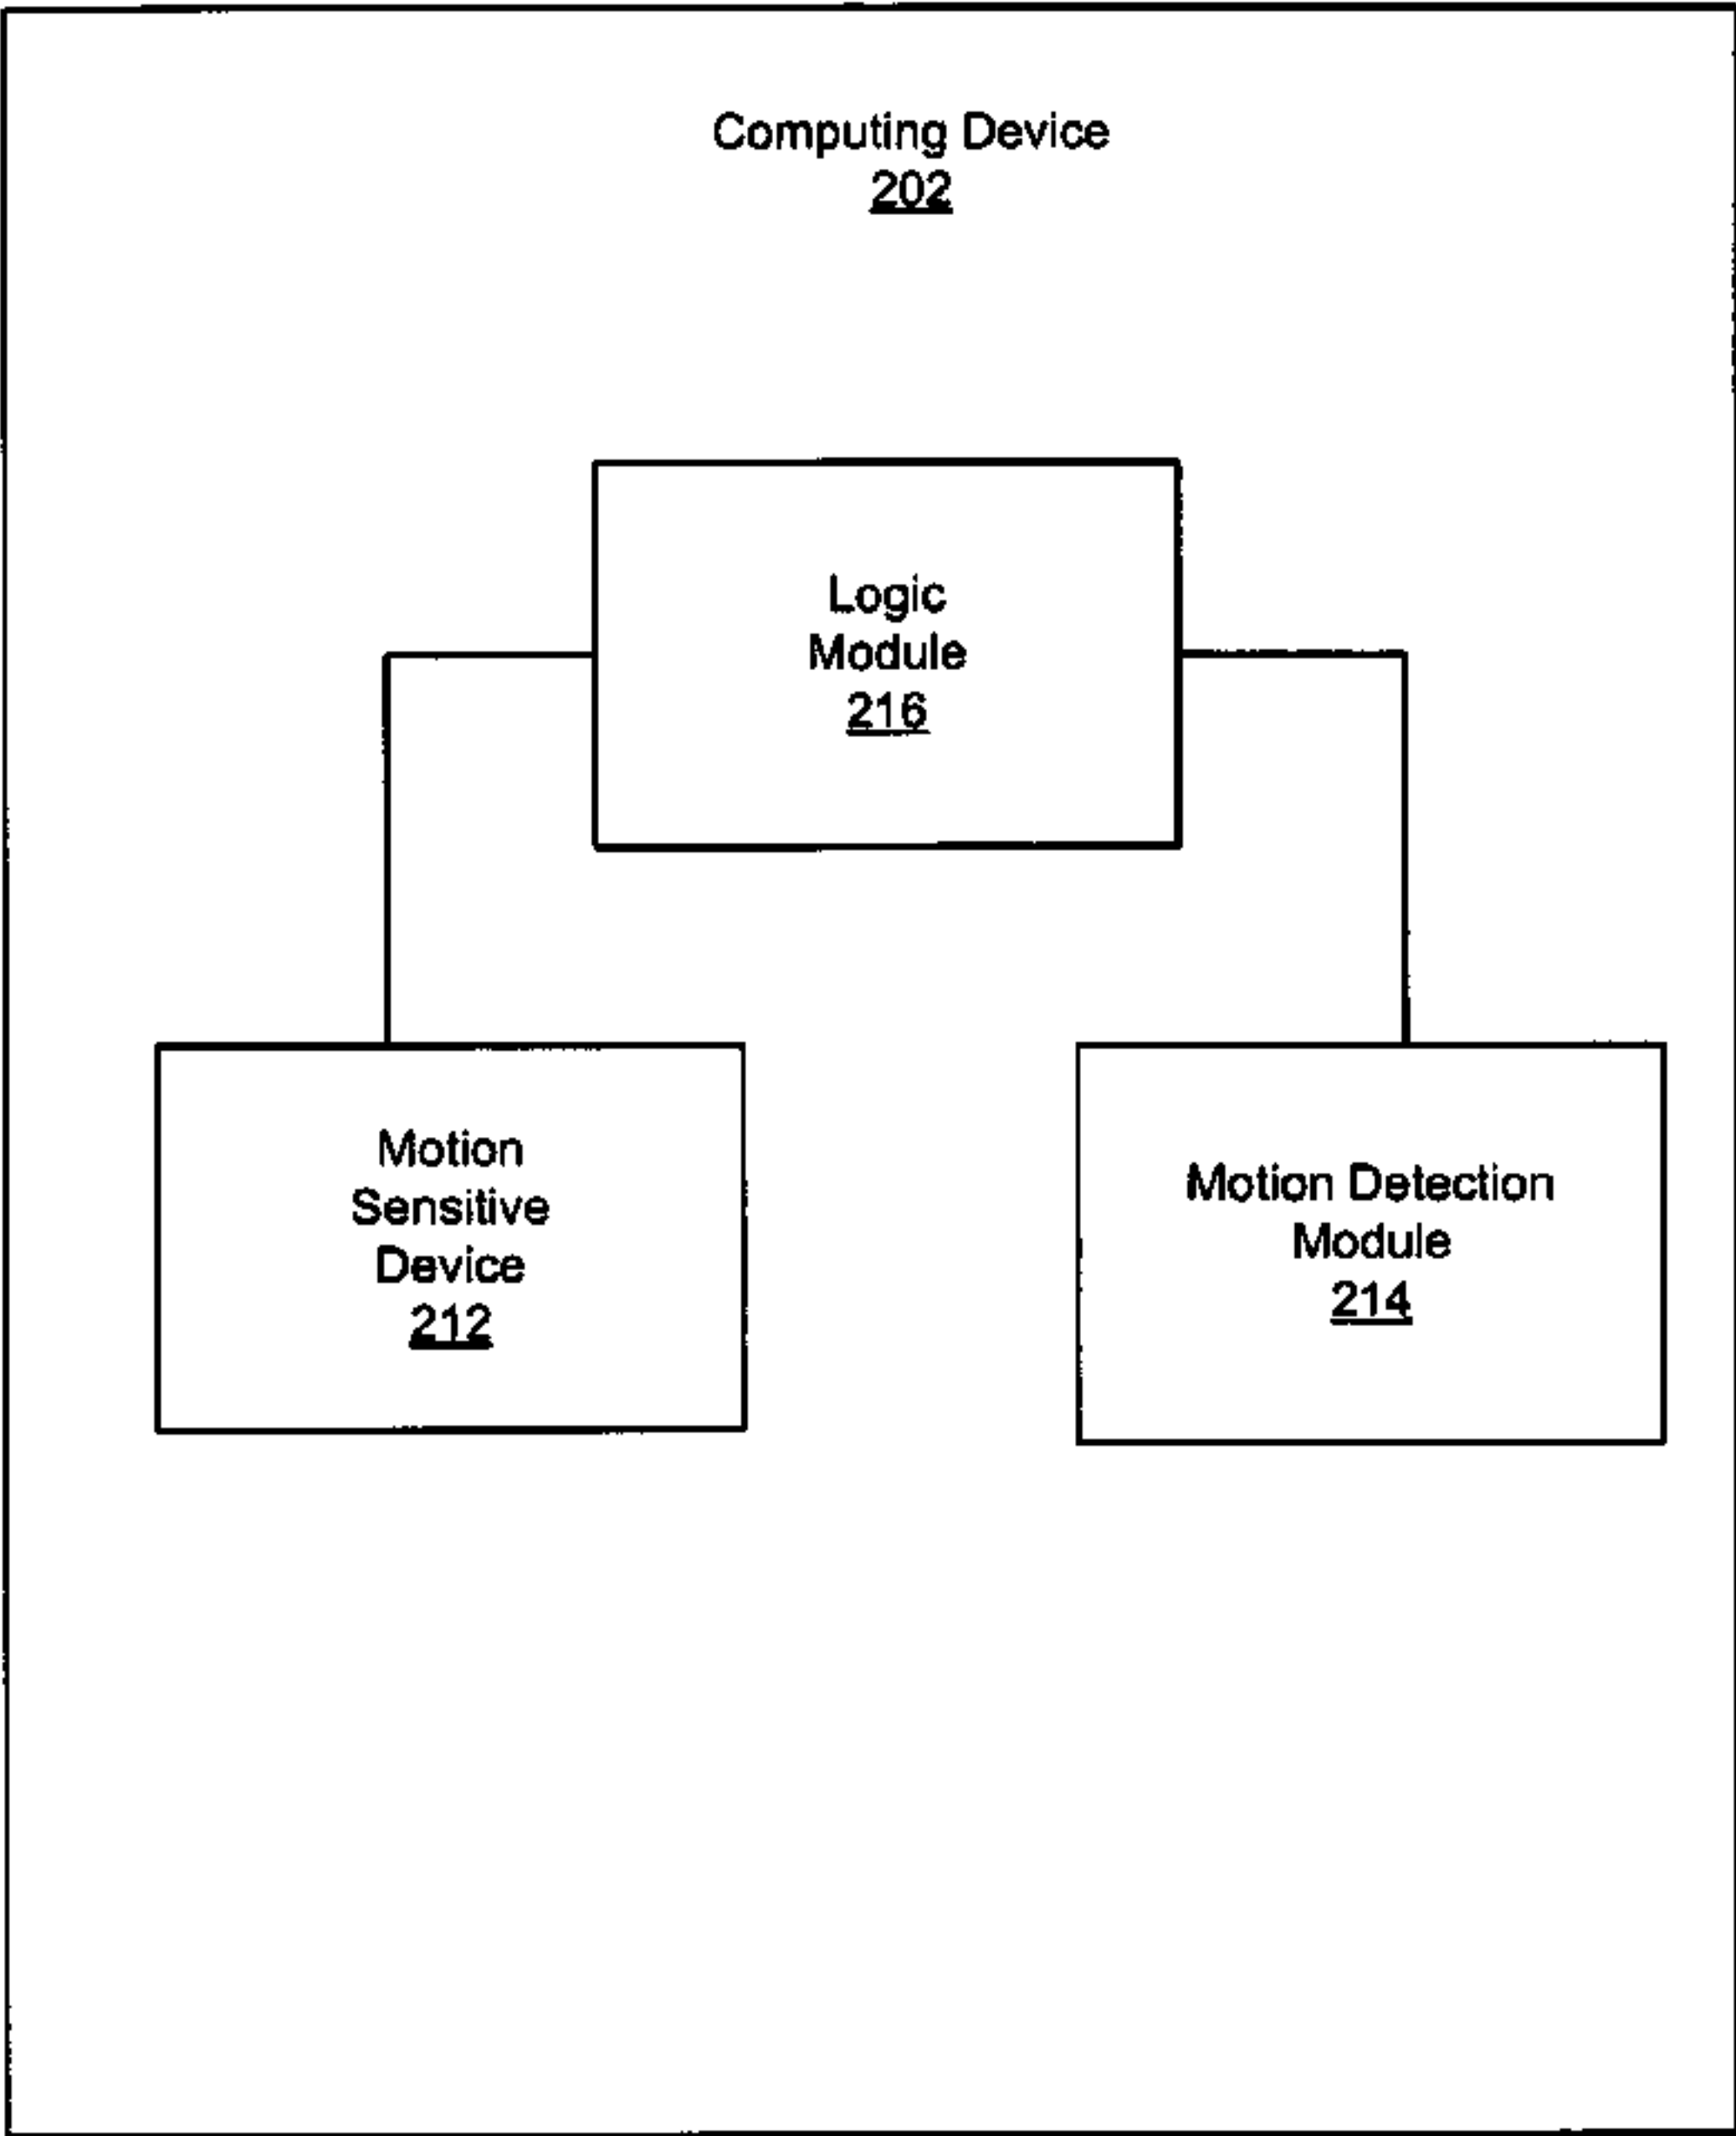 Computing Device
202
Logic
Module
216
Motion
Sensitive
Device
212
Motion Detection
Module
214